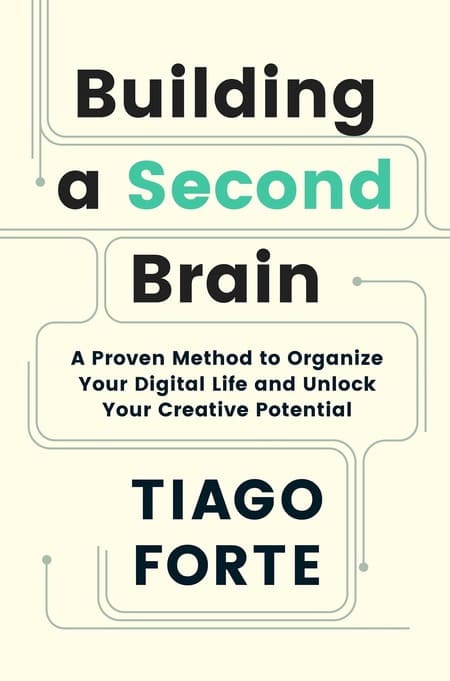 Building
a Second
Brain
A Proven Method to Organize
Your Digital Life and Unlock
Your Creative Potential
TIAGO
FORTE